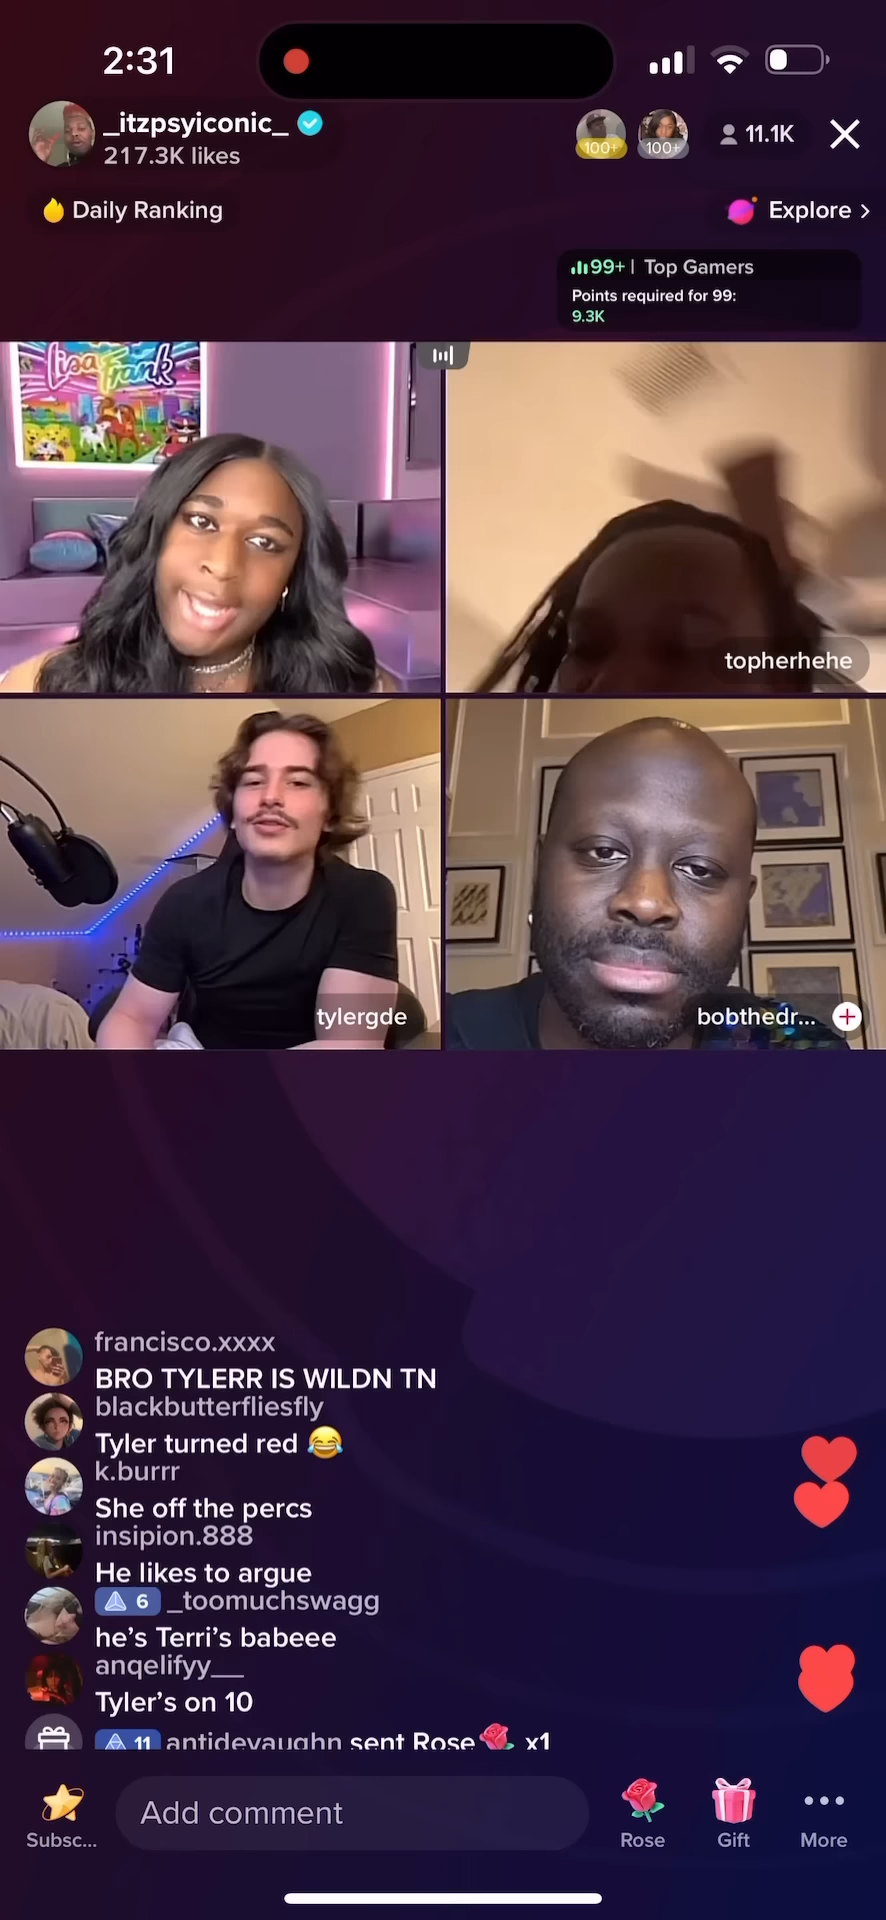 2:31
_itzpsyiconic_
217.3K likes
100+ 100+ 11.1K
Daily Ranking
Explore >
99+ | Top Gamers
Points required for 99:
9.3K
Lisa Frank
topherhehe
tylergde
bobthedr...
francisco.xxxx
BRO TYLERR IS WILDN TN
blackbutterfliesfly
Tyler turned red 😂
k.burrr
She off the percs
insipion.888
He likes to argue
6 _toomuchswagg
he's Terri's babeee
anqelifyy__
Tyler's on 10
11 antidevaughn sent Rose🌹 x1
Add comment
Subsc...
Rose
Gift
More